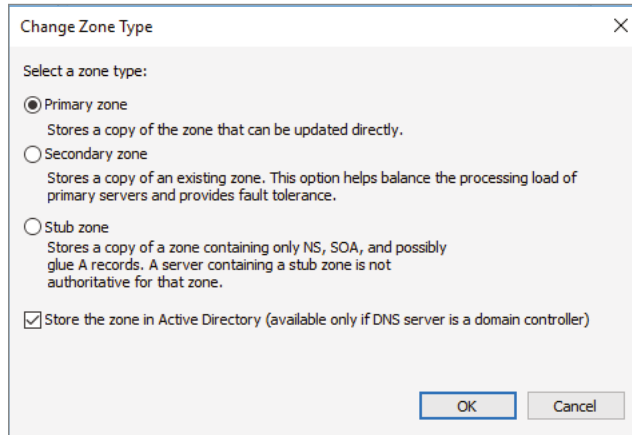 Change Zone Type
Select a zone type:
Primary zone
Stores a copy of the zone that can be updated directly.
Secondary zone
Stores a copy of an existing zone. This option helps balance the processing load of
primary servers and provides fault tolerance.
Stub zone
Stores a copy of a zone containing only NS, SOA, and possibly
glue A records. A server containing a stub zone is not
authoritative for that zone.
Store the zone in Active Directory (available only if DNS server is a domain controller)
OK Cancel